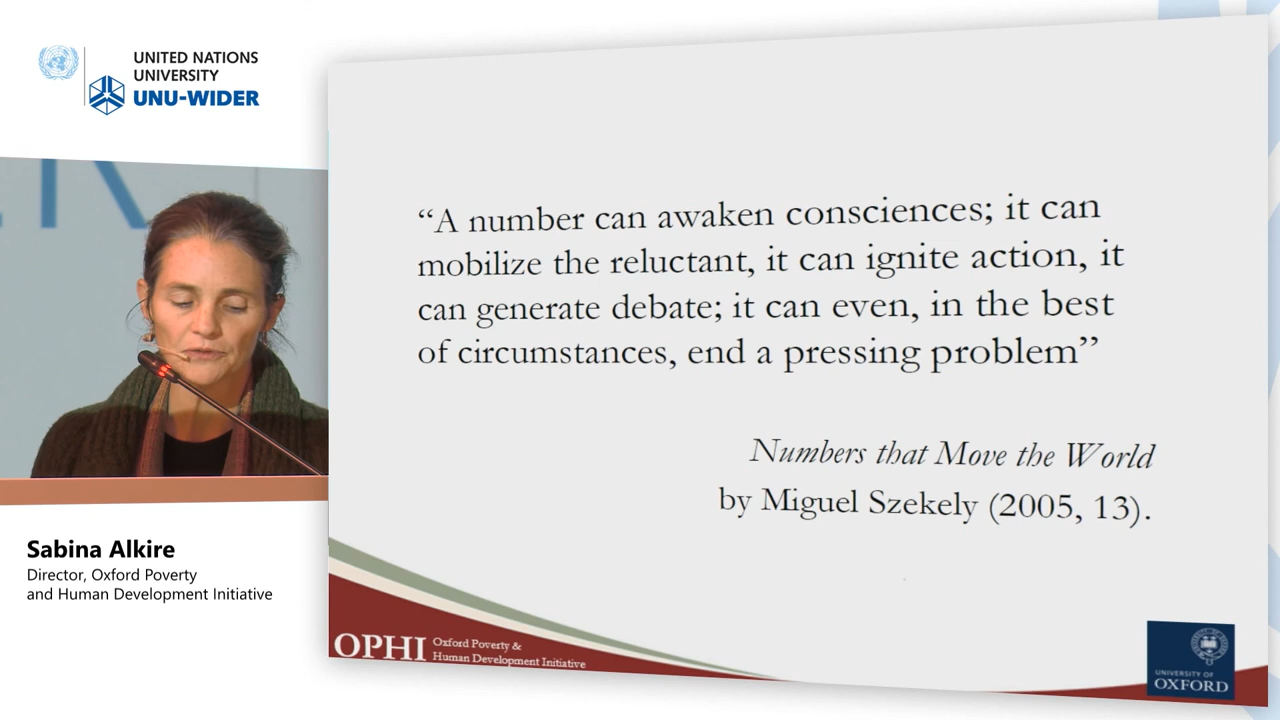 UNITED NATIONS
UNIVERSITY
UNU-WIDER
Sabina Alkire
Director, Oxford Poverty
and Human Development Initiative
“A number can awaken consciences; it can
mobilize the reluctant, it can ignite action, it
can generate debate; it can even, in the best
of circumstances, end a pressing problem”
Numbers that Move the World
by Miguel Szekely (2005, 13).
OPHI
Oxford Poverty &
Human Development Initiative
UNIVERSITY OF
OXFORD